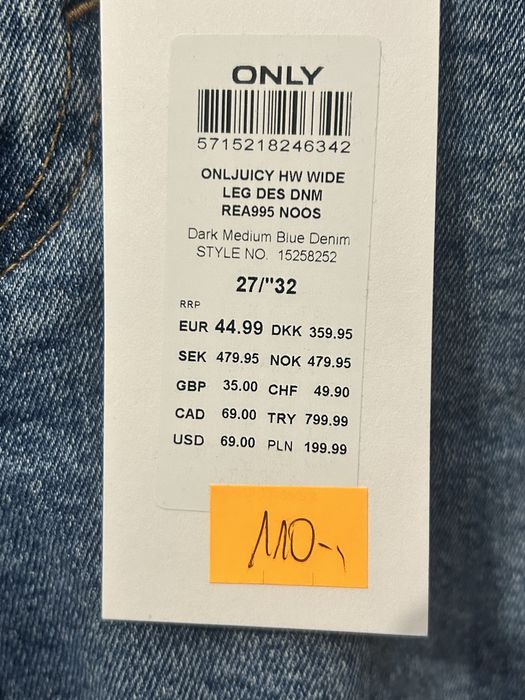 ONLY
5715218246342
ONLJUICY HW WIDE
LEG DES DNM
REA995 NOOS
Dark Medium Blue Denim
STYLE NO. 15258252
27/"32
RRP
EUR 44.99 DKK 359.95
SEK 479.95 NOK 479.95
GBP 35.00 CHF 49.90
CAD 69.00 TRY 799.99
USD 69.00 PLN 199.99
110-,